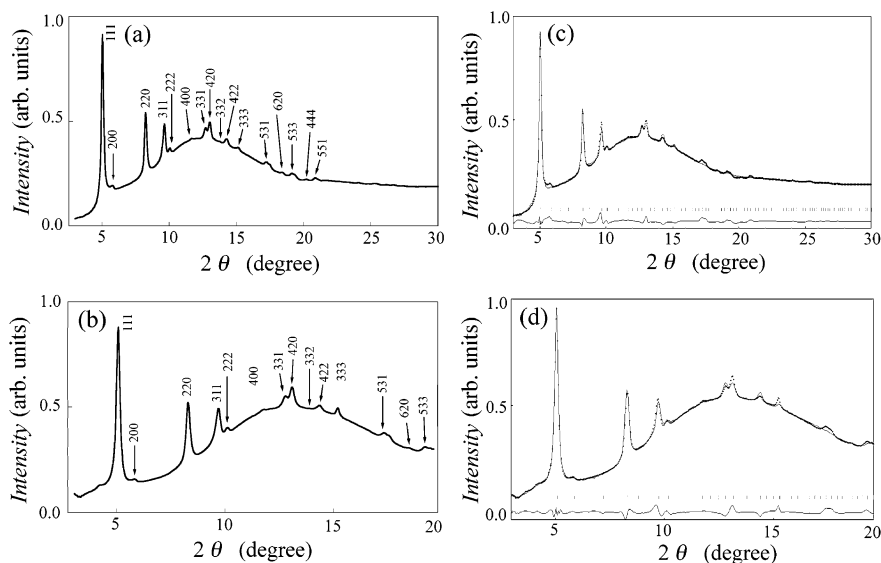 (a)
Intensity (arb. units)
1.0
0.5
0.0
111
200
220
311
222
400
331
420
332
422
333
531
620
533
444
551
5 10 15 20 25 30
2 θ (degree)
(c)
Intensity (arb. units)
1.0
0.5
0.0
5 10 15 20 25 30
2 θ (degree)
(b)
Intensity (arb. units)
1.0
0.5
0.0
111
200
220
311
222
400
331
420
332
422
333
531
620
533
5 10 15 20
2 θ (degree)
(d)
Intensity (arb. units)
1.0
0.5
0.0
5 10 15 20
2 θ (degree)